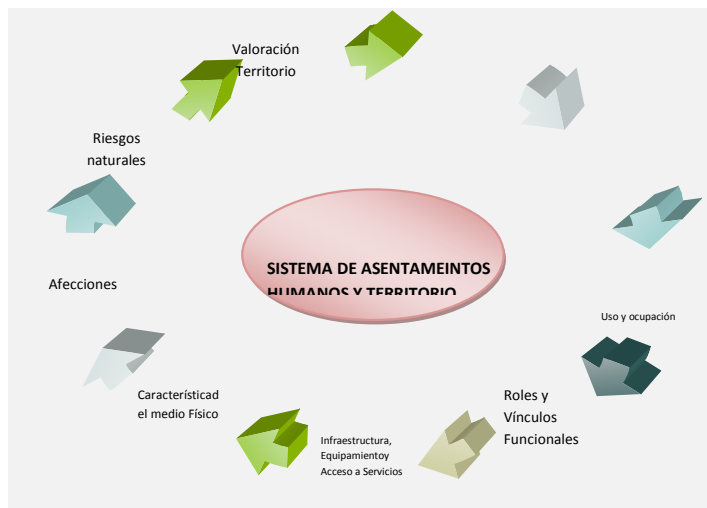 Valoración
Territorio
Riesgos
naturales
SISTEMA DE ASENTAMEINTOS
HUMANOS Y TERRITORIO
Afecciones
Uso y ocupación
Característicad
el medio Físico
Roles y
Vínculos
Funcionales
Infraestructura,
Equipamientoy
Acceso a Servicios